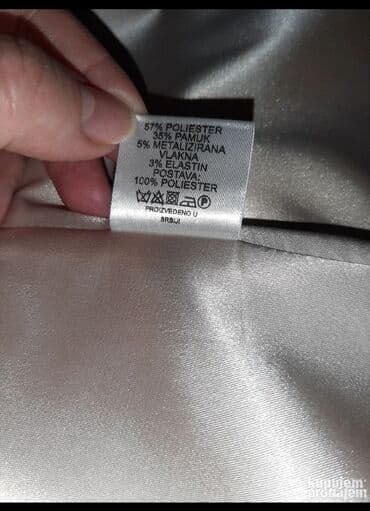 57% POLIESTER
35% PAMUK
5% METALIZIRANA
VLAKNA
3% ELASTIN
POSTAVA:
100% POLIESTER
P
PROIZVEDENO U
SRBIJI
kupujem
prodajem